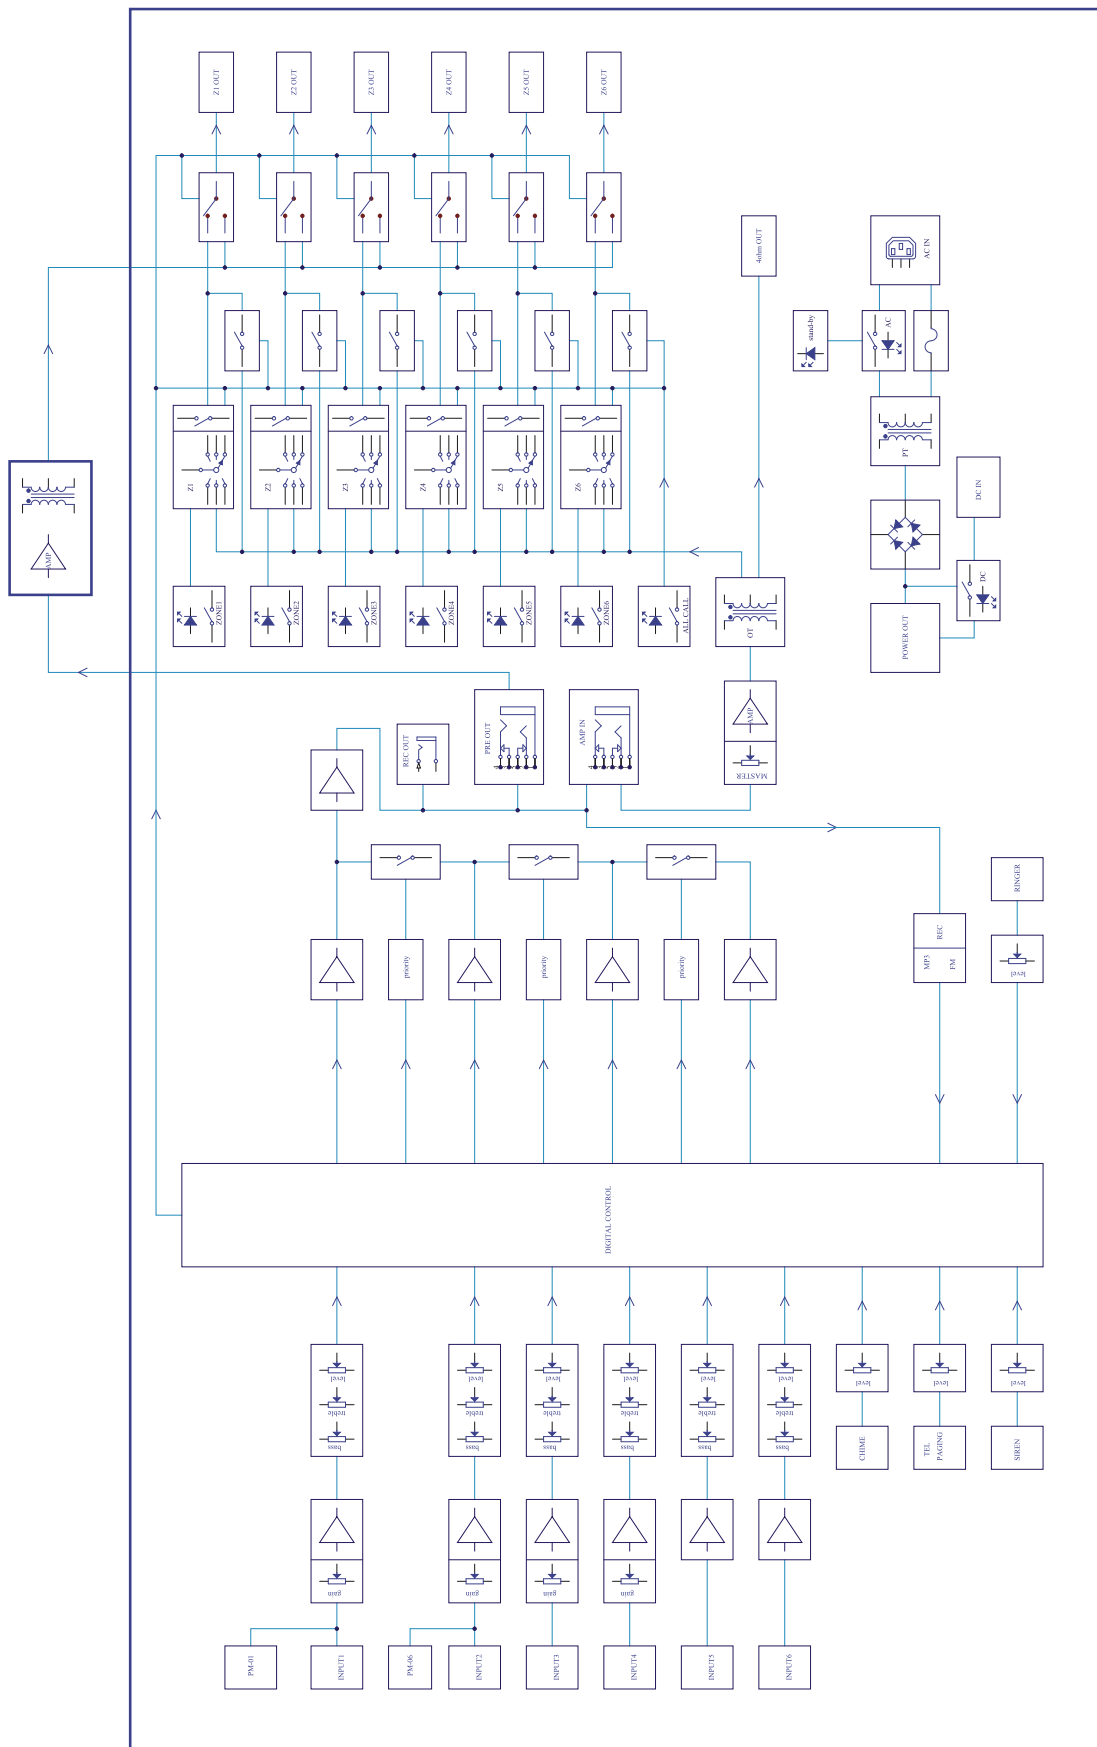 Z1 OUT
Z2 OUT
Z3 OUT
Z4 OUT
Z5 OUT
Z6 OUT
4ohm OUT
AC IN
stand-by
AC
PT
DC IN
DC
POWER OUT
AMP
Z1
Z2
Z3
Z4
Z5
Z6
ZONE1
ZONE2
ZONE3
ZONE4
ZONE5
ZONE6
ALL CALL
OT
REC OUT
PRE OUT
AMP IN
AMP
MASTER
priority
priority
priority
REC
MP3
FM
RINGER
level
DIGITAL CONTROL
level
treble
bass
level
treble
bass
level
treble
bass
level
treble
bass
level
treble
bass
level
treble
bass
level
level
level
CHIME
TEL
PAGING
SIREN
gain
gain
gain
gain
PM-01
INPUT1
PM-06
INPUT2
INPUT3
INPUT4
INPUT5
INPUT6